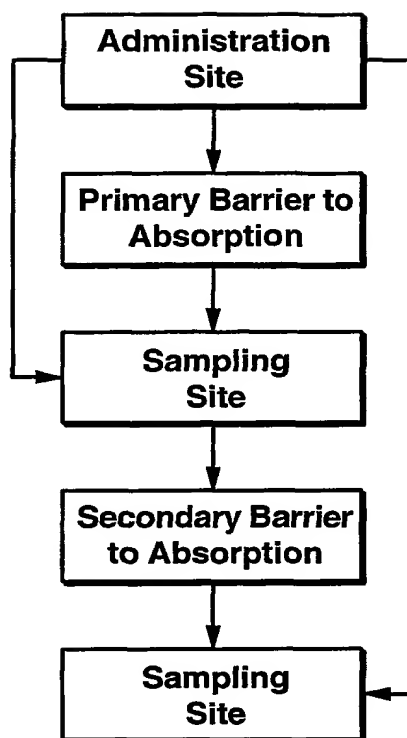 Administration
Site
Primary Barrier to
Absorption
Sampling
Site
Secondary Barrier
to Absorption
Sampling
Site